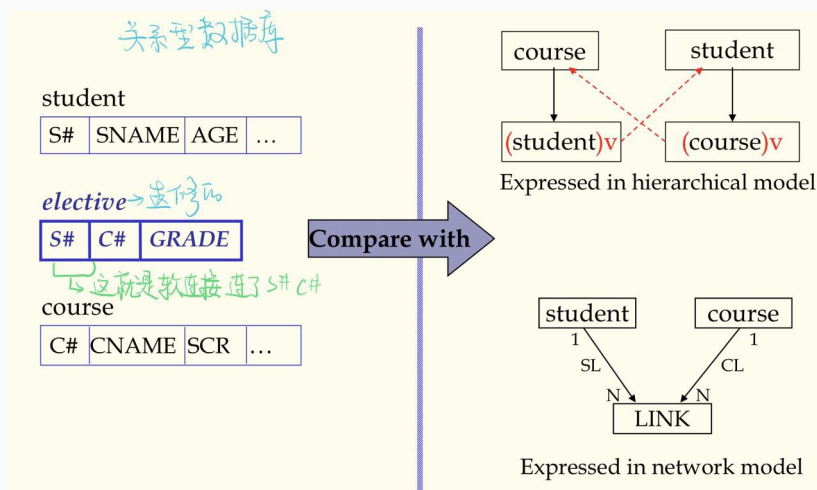 关系型数据库
student
S# SNAME AGE …
elective → 选修的
S# C# GRADE
↳ 这就是软连接 连了 S# C#
course
C# CNAME SCR …
Compare with
course student
(student)v (course)v
Expressed in hierarchical model
student course
1 1
SL CL
N N
LINK
Expressed in network model